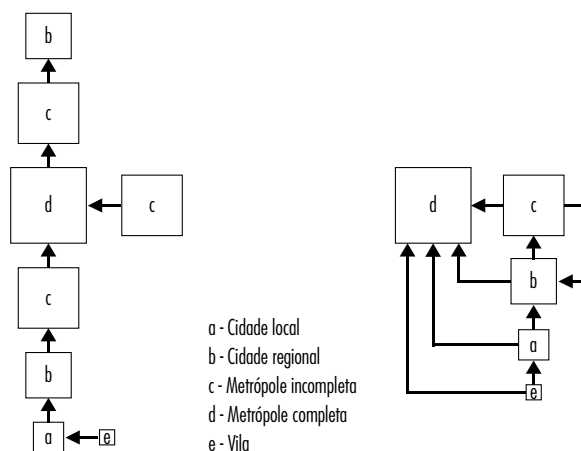 b
c
d
c
c
b
a
e
a - Cidade local
b - Cidade regional
c - Metrópole incompleta
d - Metrópole completa
e - Vila
d
c
b
a
e